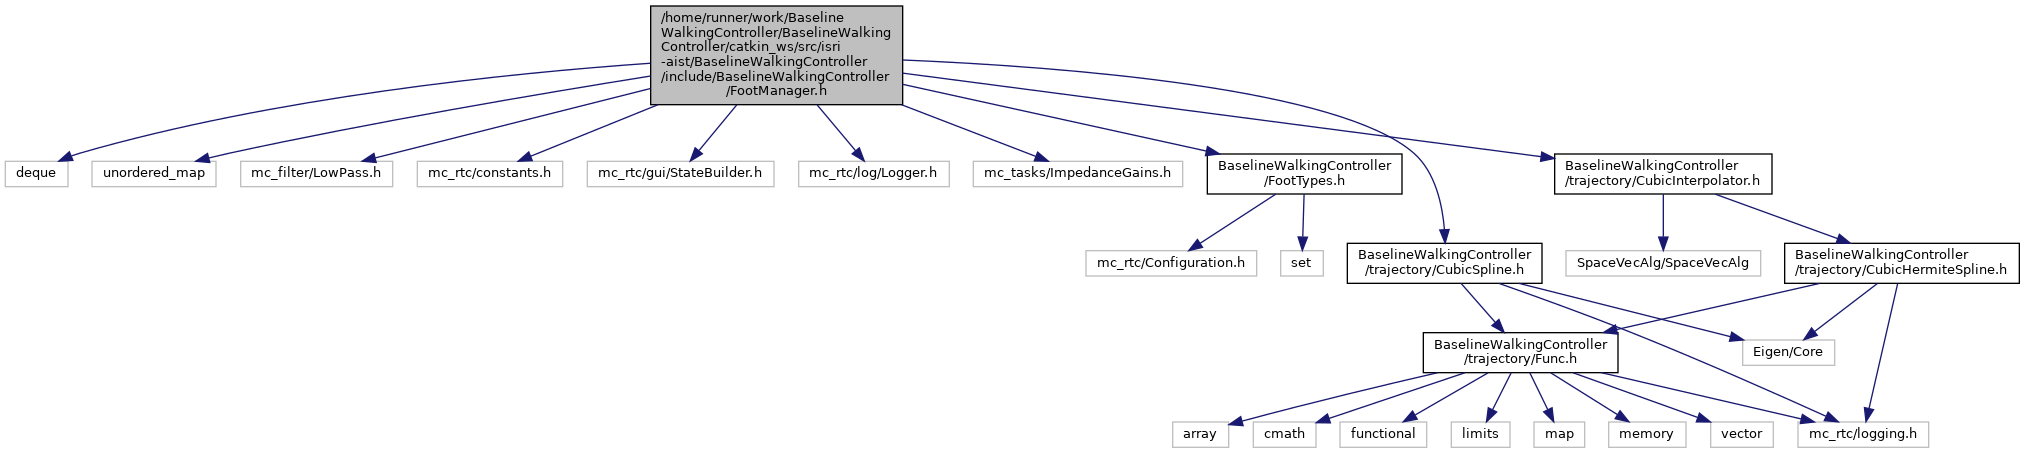 /home/runner/work/Baseline
WalkingController/BaselineWalking
Controller/catkin_ws/src/isri
-aist/BaselineWalkingController
/include/BaselineWalkingController
/FootManager.h
deque
unordered_map
mc_filter/LowPass.h
mc_rtc/constants.h
mc_rtc/gui/StateBuilder.h
mc_rtc/log/Logger.h
mc_tasks/ImpedanceGains.h
BaselineWalkingController
/FootTypes.h
BaselineWalkingController
/trajectory/CubicInterpolator.h
mc_rtc/Configuration.h
set
BaselineWalkingController
/trajectory/CubicSpline.h
SpaceVecAlg/SpaceVecAlg
BaselineWalkingController
/trajectory/CubicHermiteSpline.h
BaselineWalkingController
/trajectory/Func.h
Eigen/Core
array
cmath
functional
limits
map
memory
vector
mc_rtc/logging.h